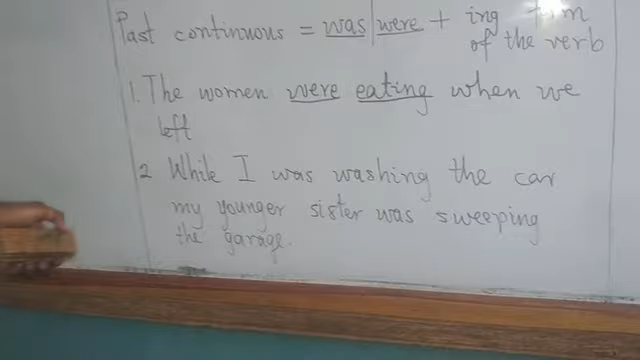 Past continuous = was|were + ing form
of the verb
1. The women were eating when we
left
2 While I was washing the car
my younger sister was sweeping
the garage.